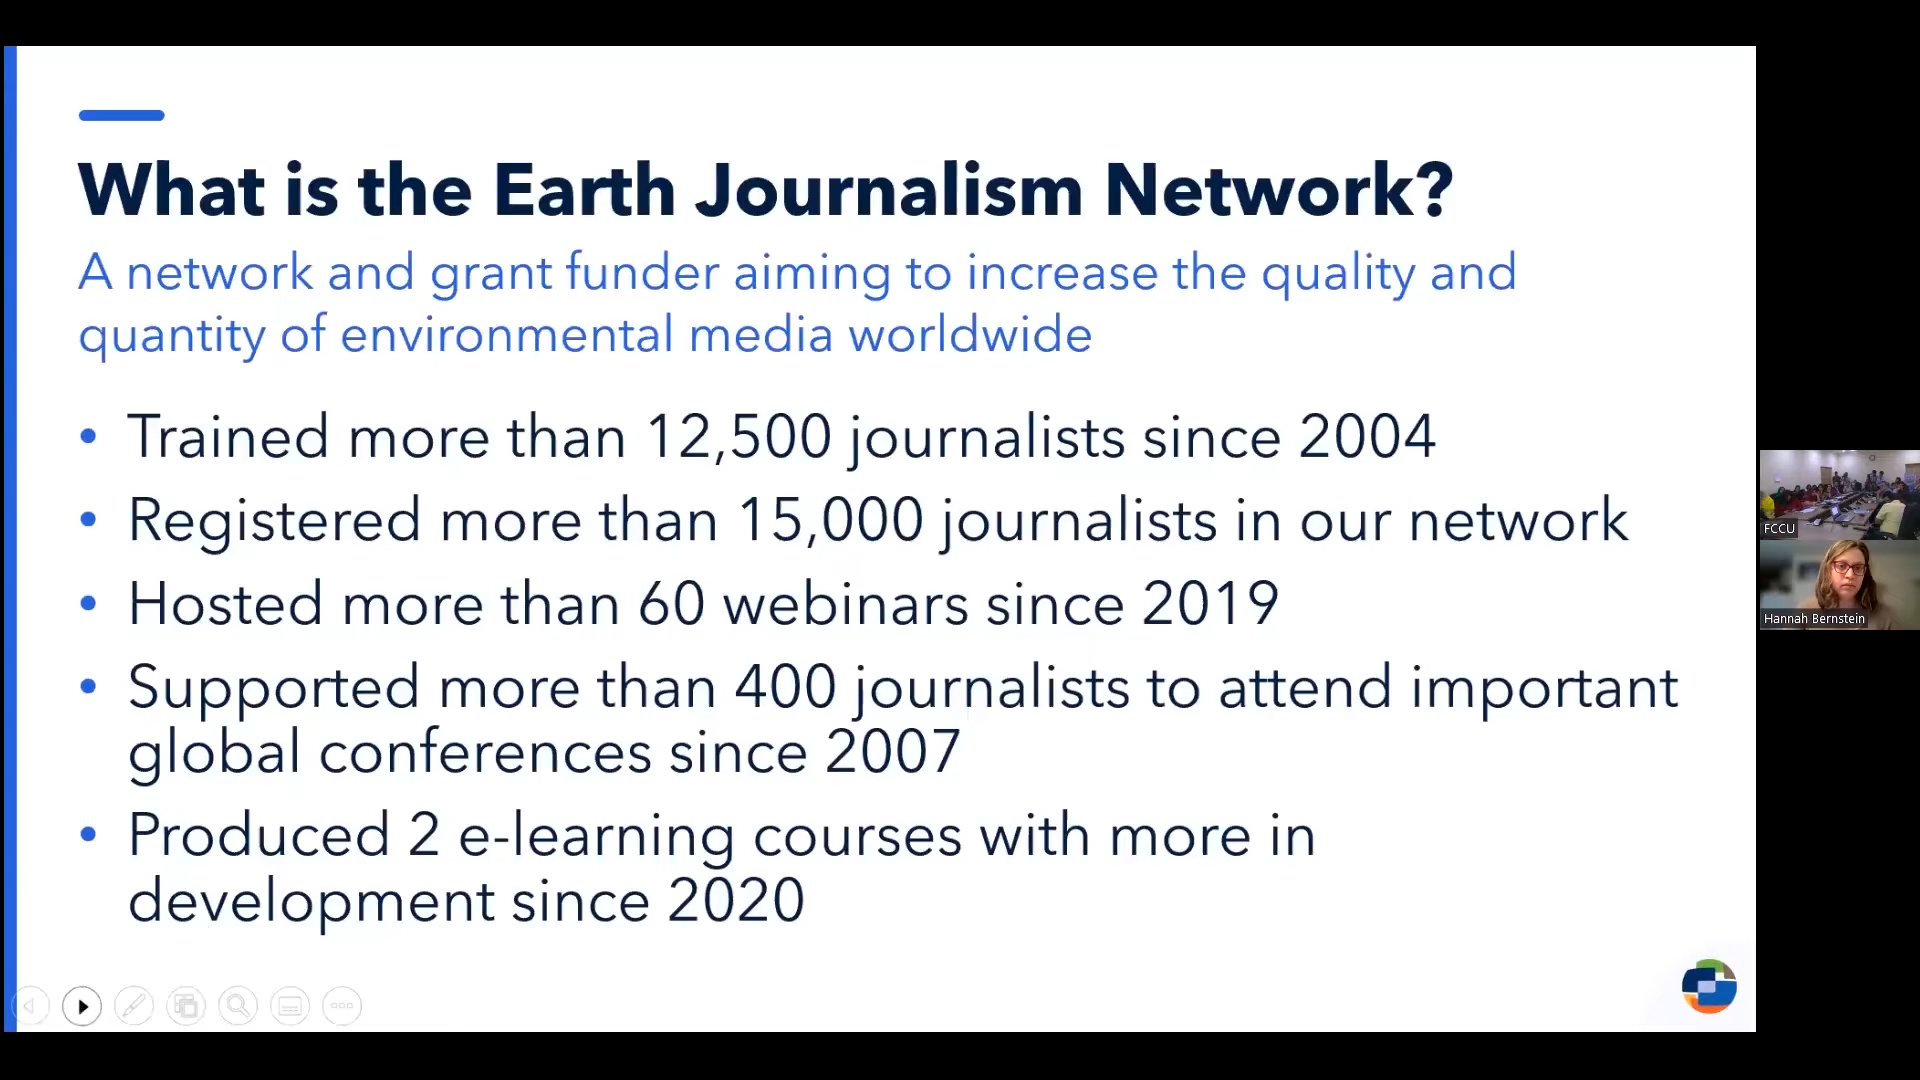 What is the Earth Journalism Network?
A network and grant funder aiming to increase the quality and
quantity of environmental media worldwide
• Trained more than 12,500 journalists since 2004
• Registered more than 15,000 journalists in our network
• Hosted more than 60 webinars since 2019
• Supported more than 400 journalists to attend important
global conferences since 2007
• Produced 2 e-learning courses with more in
development since 2020
FCCU
Hannah Bernstein